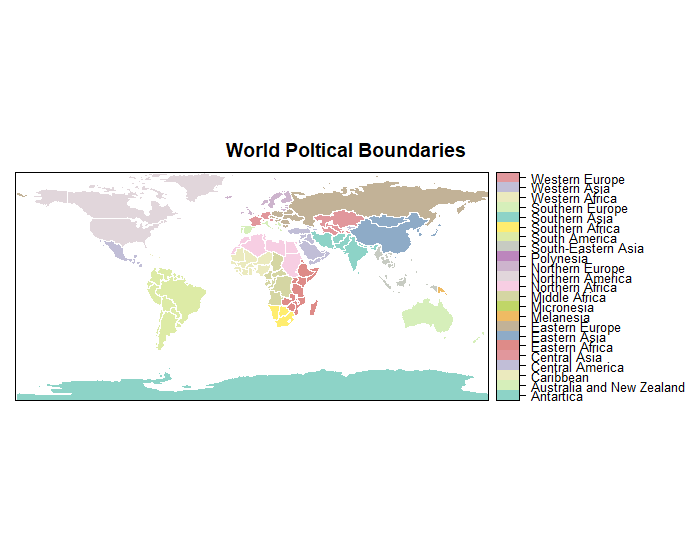 World Poltical Boundaries
Western Europe
Western Asia
Western Africa
Southern Europe
Southern Asia
Southern Africa
South America
South-Eastern Asia
Polynesia
Northern Europe
Northern America
Northern Africa
Middle Africa
Micronesia
Melanesia
Eastern Europe
Eastern Asia
Eastern Africa
Central Asia
Central America
Caribbean
Australia and New Zealand
Antartica